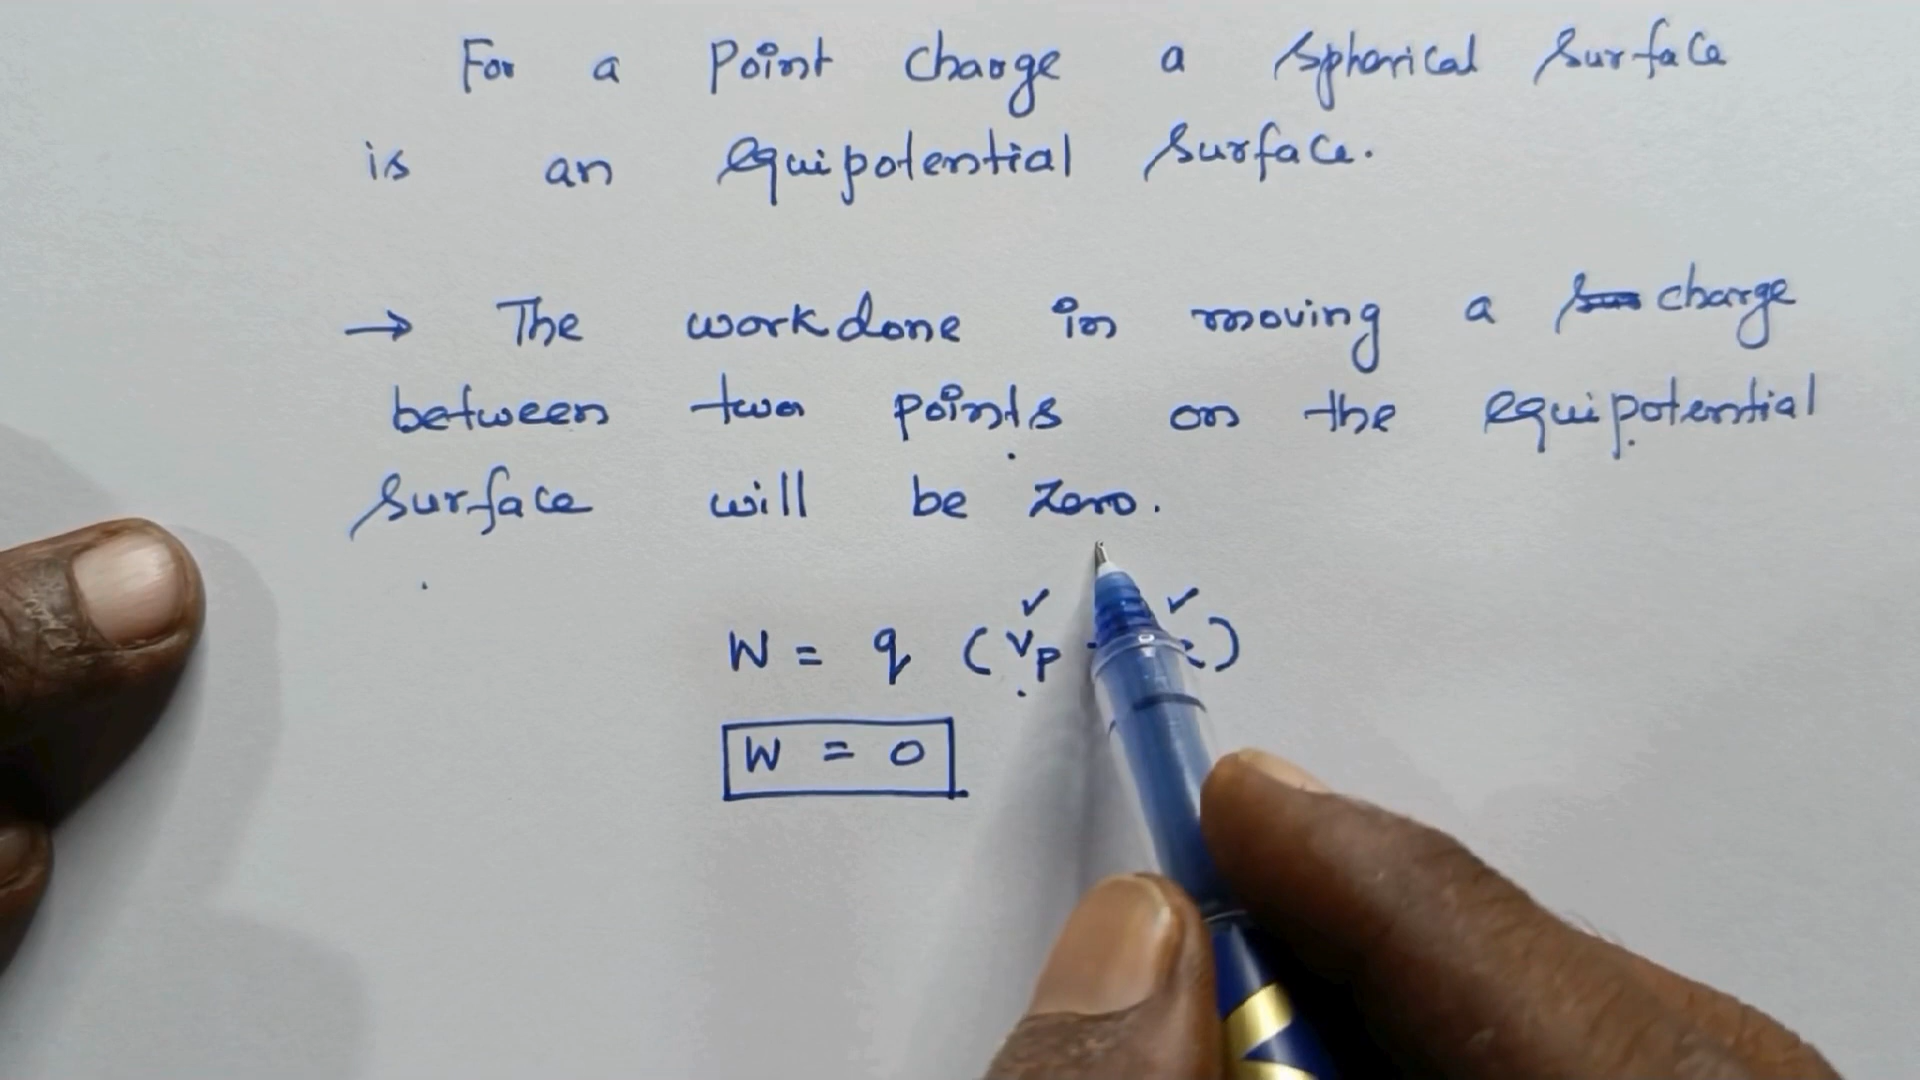 For a point charge a spherical surface
is an equipotential surface.
→ The workdone in moving a charge
between two points on the equipotential
surface will be zero.
W = q (Vp )
W = 0